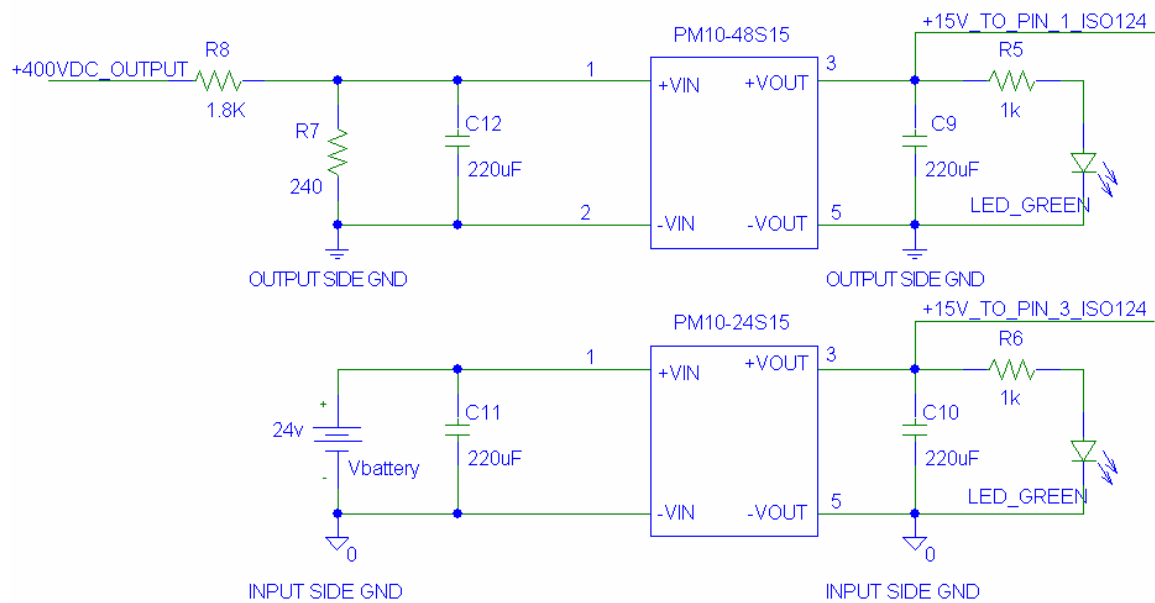 +15V_TO_PIN_1_ISO124
PM10-48S15
R8
R5
+400VDC_OUTPUT
1
3
+VIN
+VOUT
1.8K
1k
R7
C12
C9
240
220uF
220uF
LED_GREEN
2
5
-VIN
-VOUT
OUTPUT SIDE GND
OUTPUT SIDE GND
+15V_TO_PIN_3_ISO124
PM10-24S15
R6
1
3
+VIN
+VOUT
1k
+
C11
C10
24v
220uF
220uF
Vbattery
-
LED_GREEN
5
-VIN
-VOUT
0
0
INPUT SIDE GND
INPUT SIDE GND